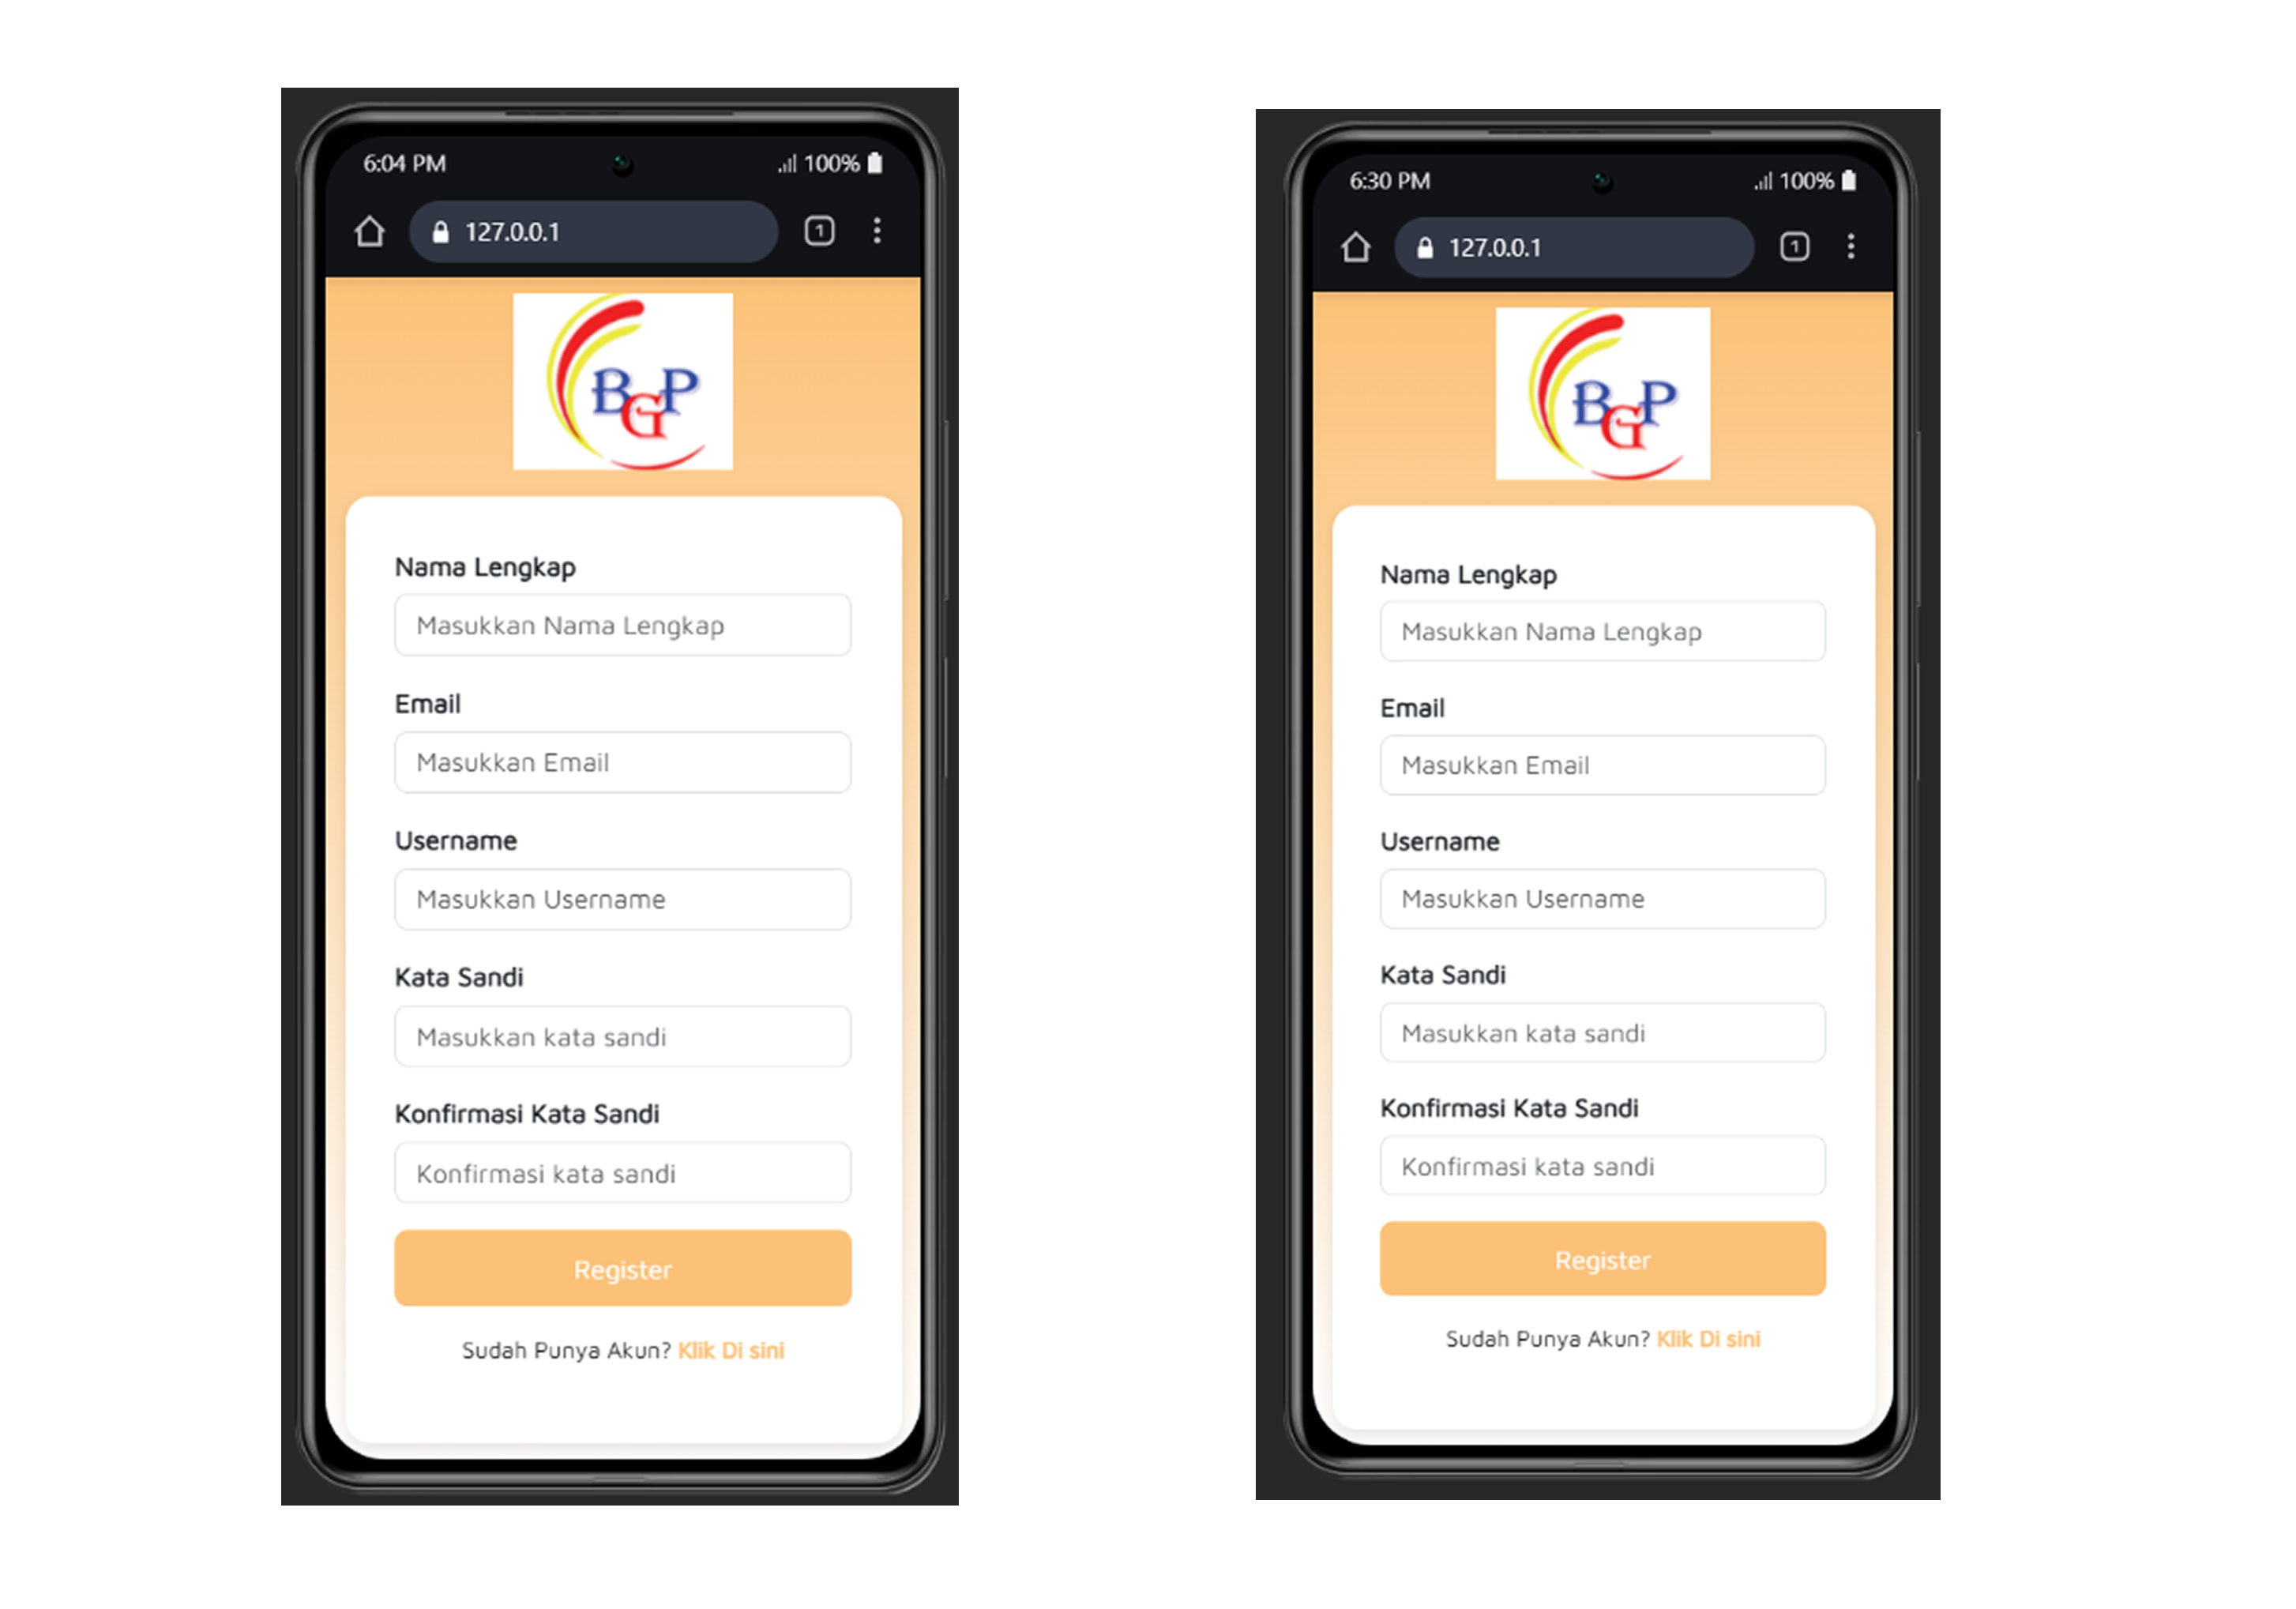 6:04 PM
100%
127.0.0.1
1
BGP
Nama Lengkap
Masukkan Nama Lengkap
Email
Masukkan Email
Username
Masukkan Username
Kata Sandi
Masukkan kata sandi
Konfirmasi Kata Sandi
Konfirmasi kata sandi
Register
Sudah Punya Akun? Klik Di sini
6:30 PM
100%
127.0.0.1
1
BGP
Nama Lengkap
Masukkan Nama Lengkap
Email
Masukkan Email
Username
Masukkan Username
Kata Sandi
Masukkan kata sandi
Konfirmasi Kata Sandi
Konfirmasi kata sandi
Register
Sudah Punya Akun? Klik Di sini